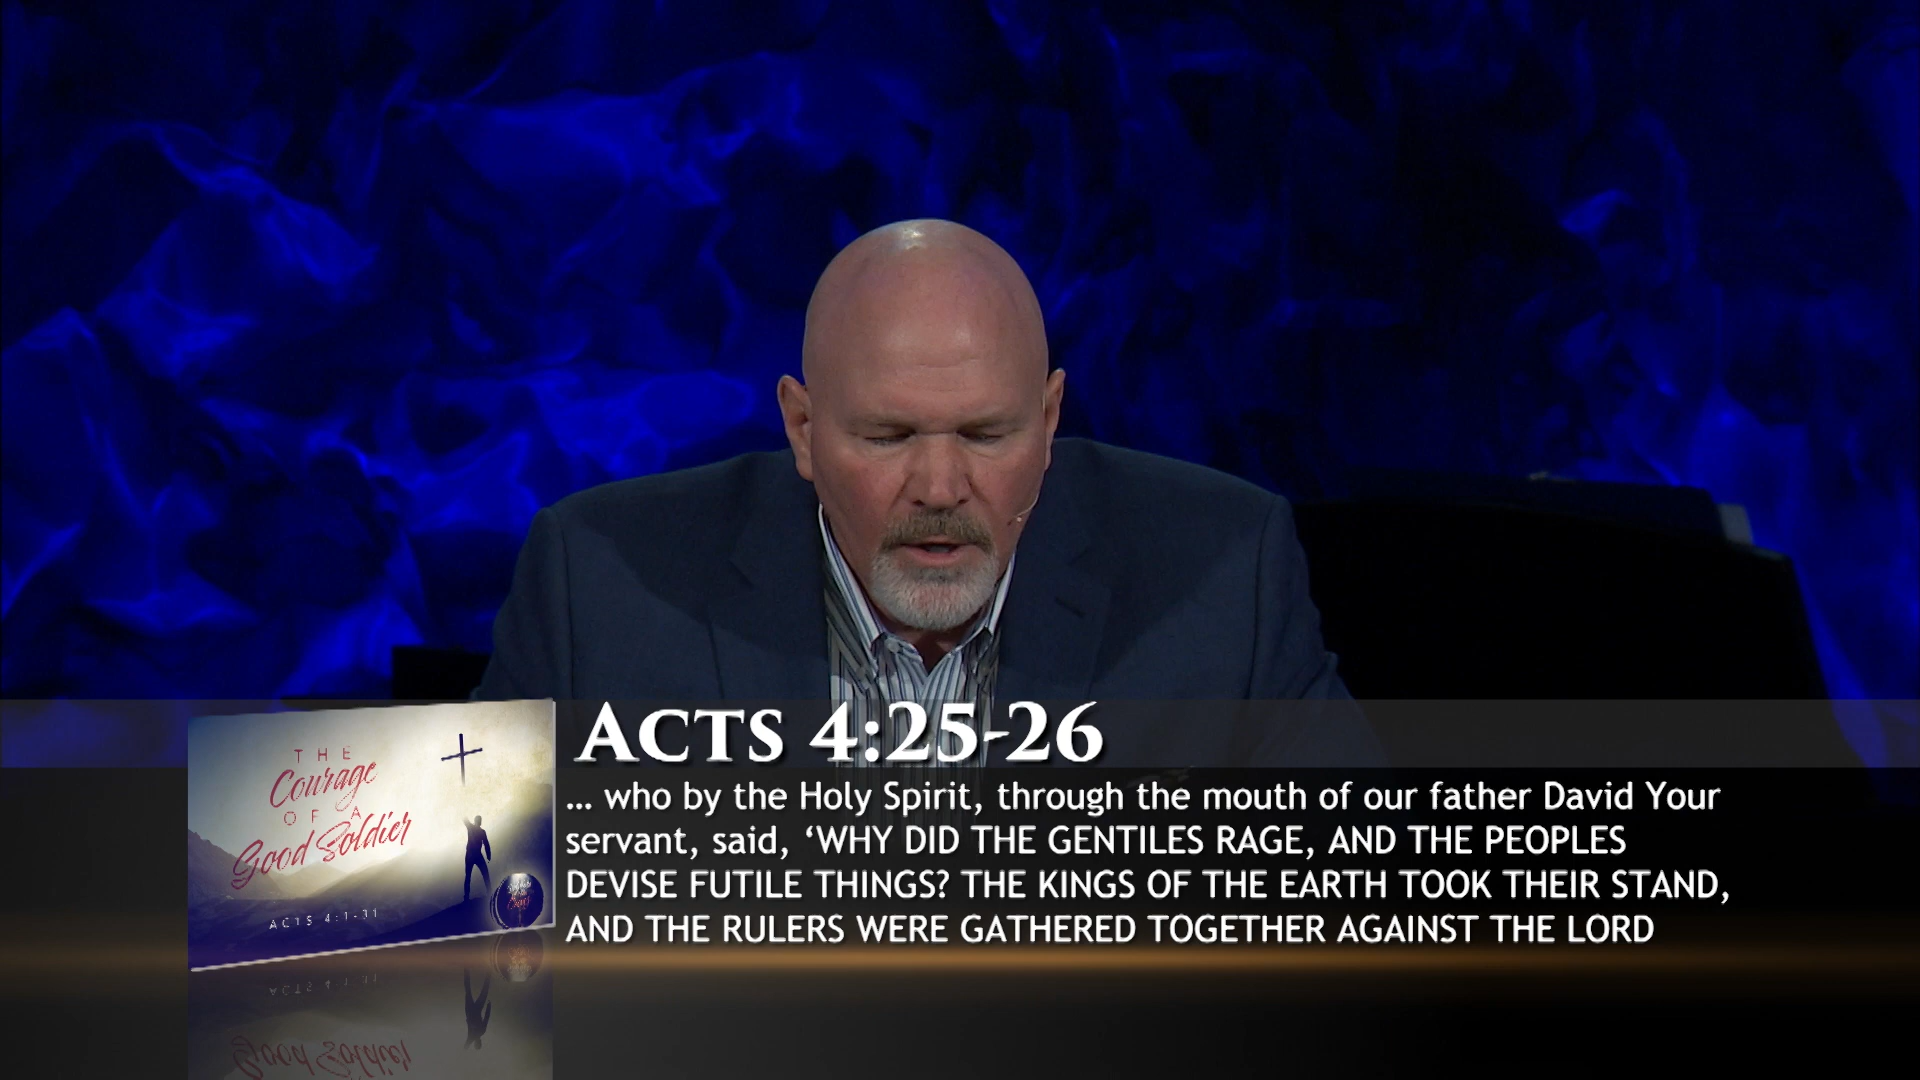 ACTS 4:25-26
… who by the Holy Spirit, through the mouth of our father David Your
servant, said, ‘WHY DID THE GENTILES RAGE, AND THE PEOPLES
DEVISE FUTILE THINGS? THE KINGS OF THE EARTH TOOK THEIR STAND,
AND THE RULERS WERE GATHERED TOGETHER AGAINST THE LORD
THE
Courage
OF A
Good Soldier
ACTS 4:1-31